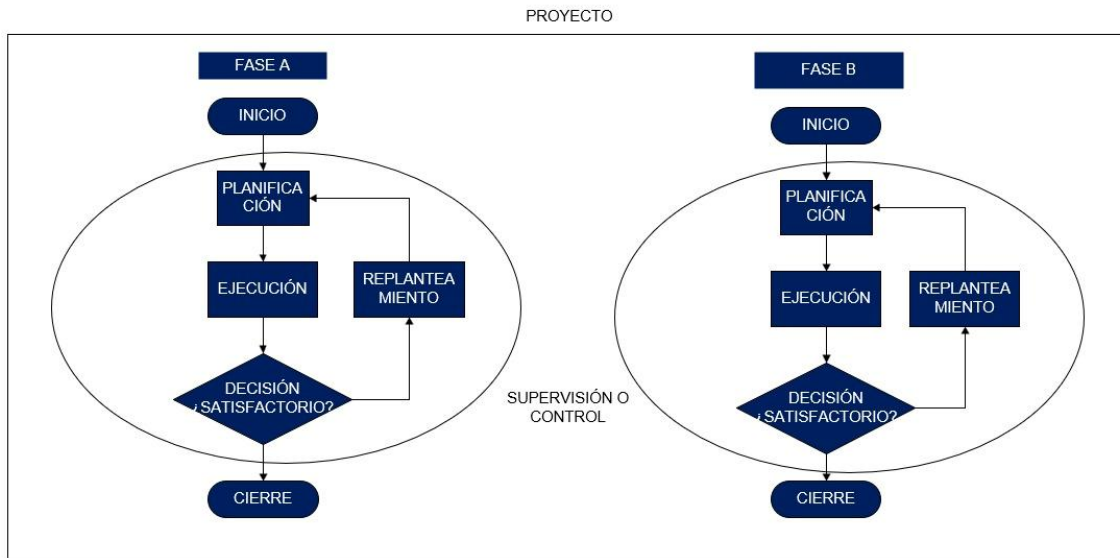 PROYECTO
FASE A
INICIO
PLANIFICA
CIÓN
EJECUCIÓN
REPLANTEA
MIENTO
DECISIÓN
¿SATISFACTORIO?
CIERRE
SUPERVISIÓN O
CONTROL
FASE B
INICIO
PLANIFICA
CIÓN
EJECUCIÓN
REPLANTEA
MIENTO
DECISIÓN
¿SATISFACTORIO?
CIERRE